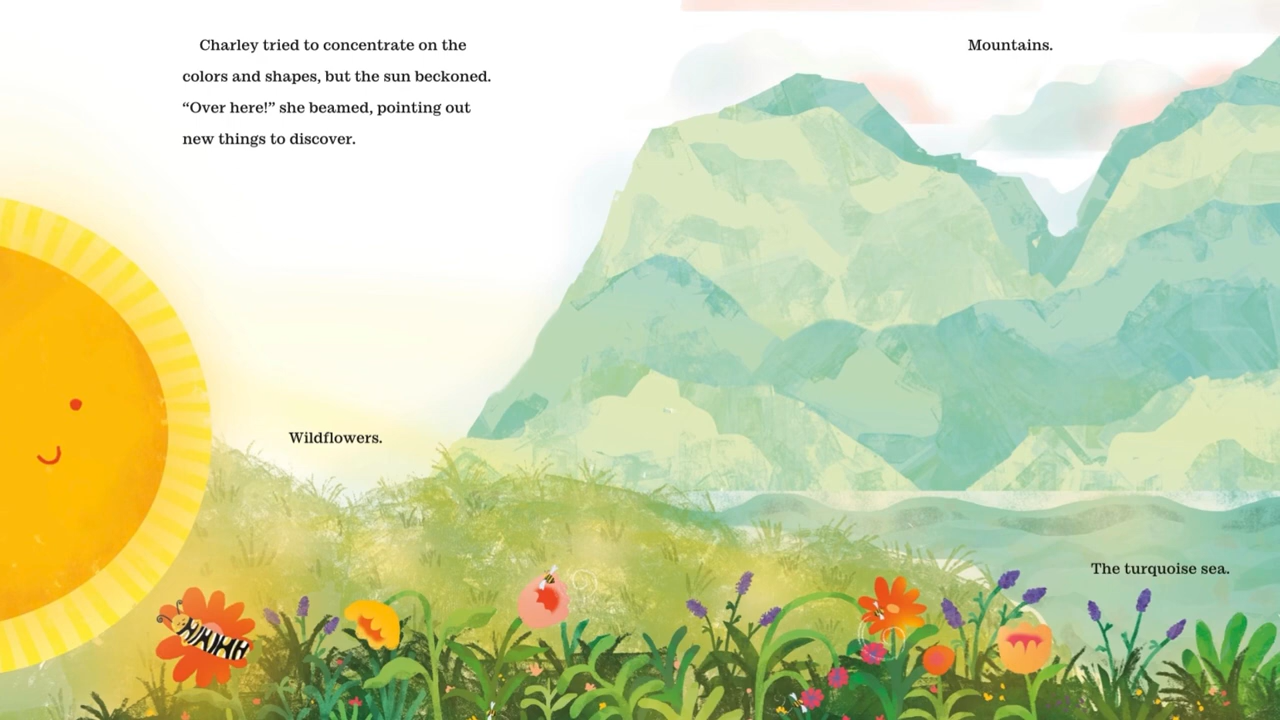 Charley tried to concentrate on the
colors and shapes, but the sun beckoned.
“Over here!” she beamed, pointing out
new things to discover.
Wildflowers.
Mountains.
The turquoise sea.